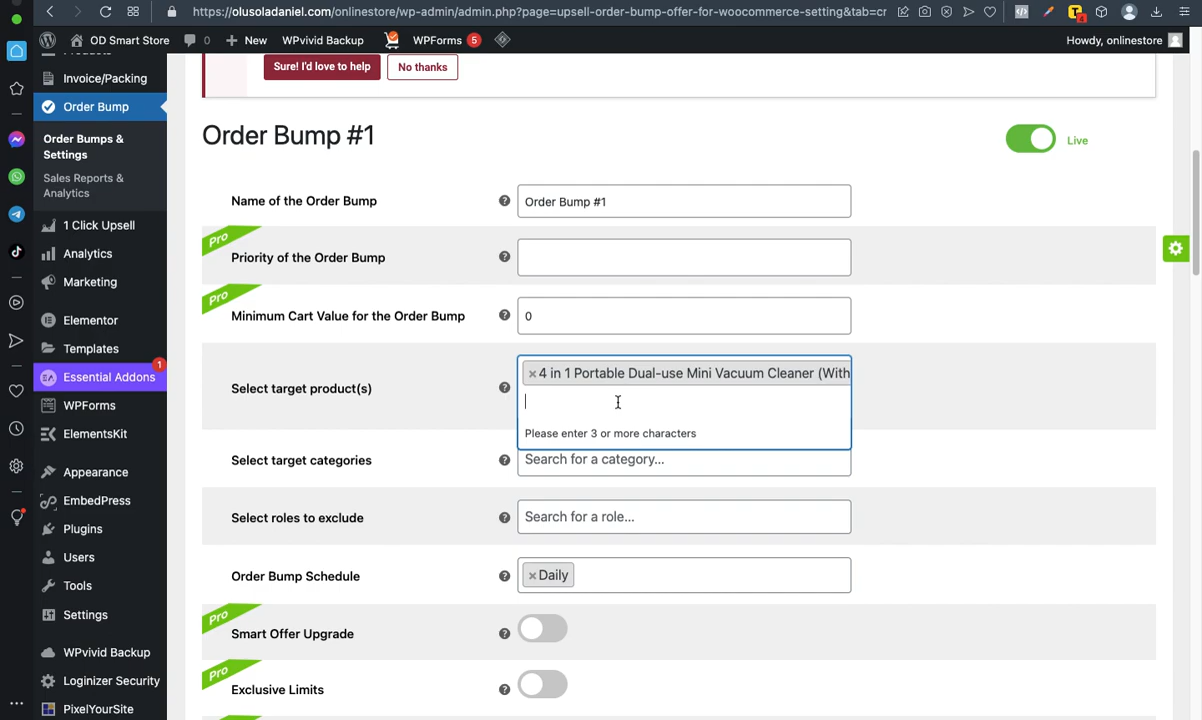 https://olusoladaniel.com/onlinestore/wp-admin/admin.php?page=upsell-order-bump-offer-for-woocommerce-setting&tab=cr
4
OD Smart Store
0
New
WPvivid Backup
WPForms 5
Howdy, onlinestore
Products
Invoice/Packing
Order Bump
Order Bumps &
Settings
Sales Reports &
Analytics
1 Click Upsell
Analytics
Marketing
Elementor
Templates
1
Essential Addons
WPForms
ElementsKit
Appearance
EmbedPress
Plugins
Users
Tools
Settings
WPvivid Backup
Loginizer Security
PixelYourSite
Sure! I'd love to help
No thanks
Order Bump #1
Live
Name of the Order Bump
Order Bump #1
Pro
Priority of the Order Bump
Pro
Minimum Cart Value for the Order Bump
0
Select target product(s)
×4 in 1 Portable Dual-use Mini Vacuum Cleaner (With
Please enter 3 or more characters
Select target categories
Search for a category...
Select roles to exclude
Search for a role...
Order Bump Schedule
×Daily
Pro
Smart Offer Upgrade
Pro
Exclusive Limits